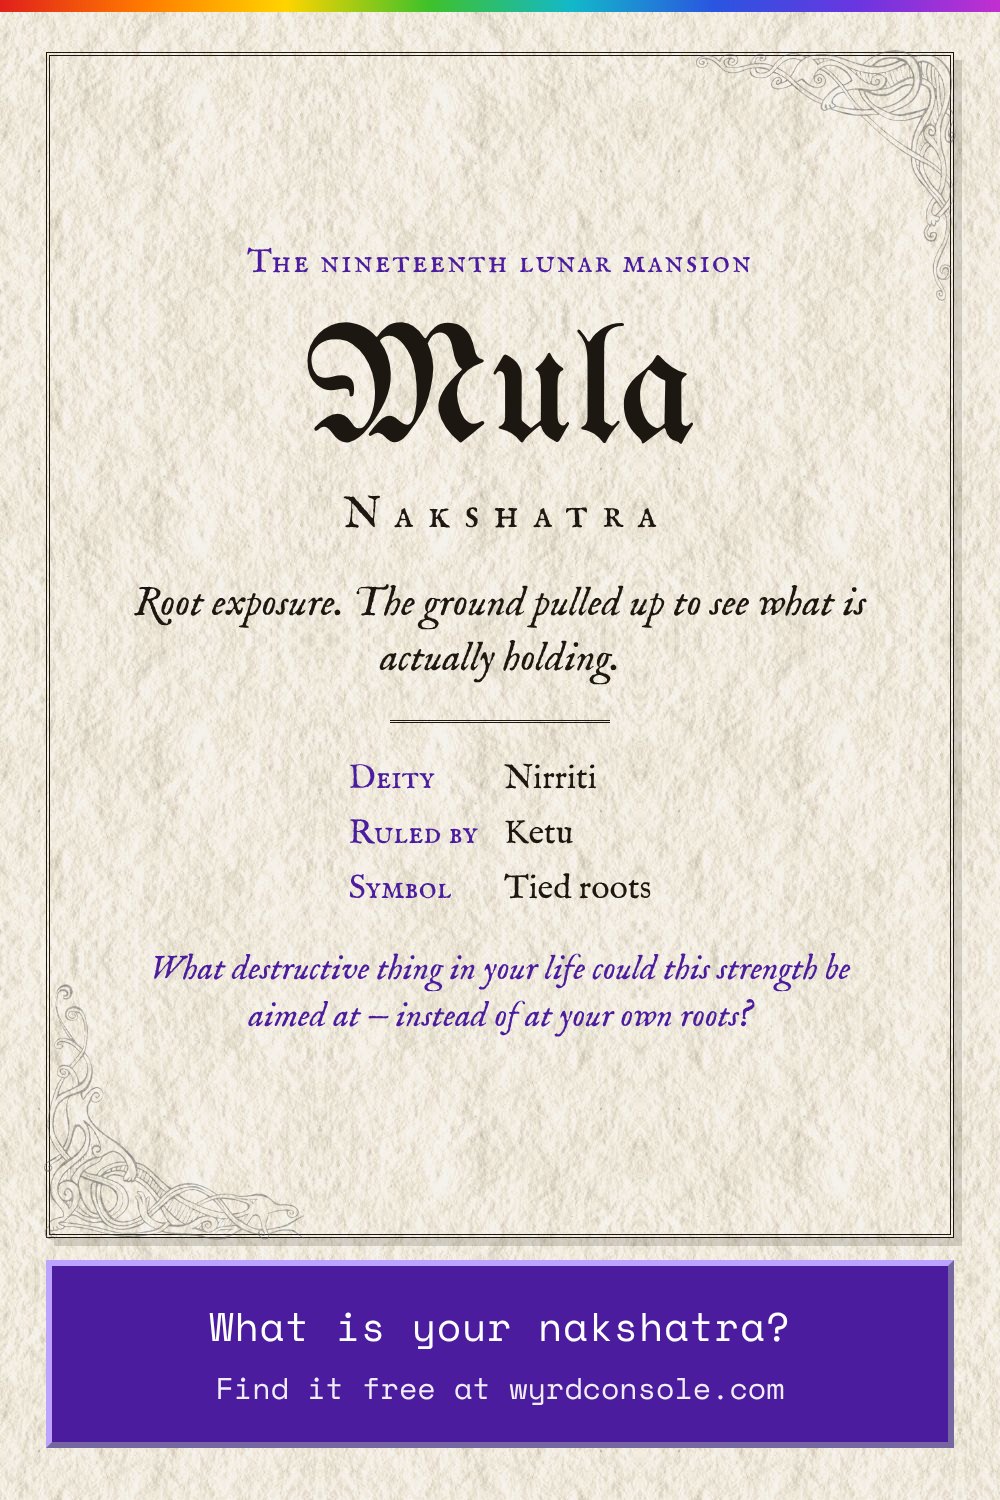 The nineteenth lunar mansion
Mula
Nakshatra
Root exposure. The ground pulled up to see what is
actually holding.
Deity Nirriti
Ruled by Ketu
Symbol Tied roots
What destructive thing in your life could this strength be
aimed at — instead of at your own roots?
What is your nakshatra?
Find it free at wyrdconsole.com